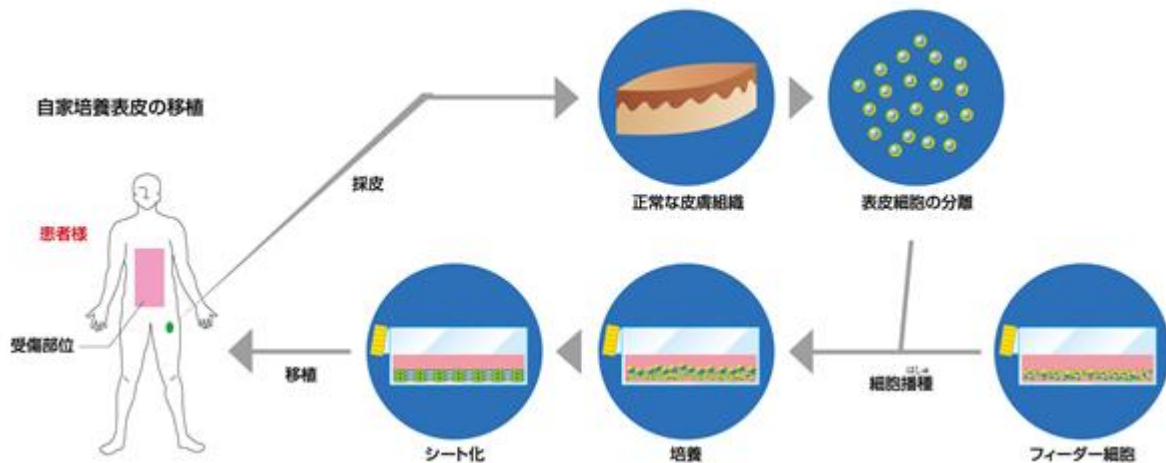 自家培養表皮の移植
患者様
受傷部位
採皮
正常な皮膚組織
表皮細胞の分離
はしゅ
細胞播種
フィーダー細胞
培養
シート化
移植